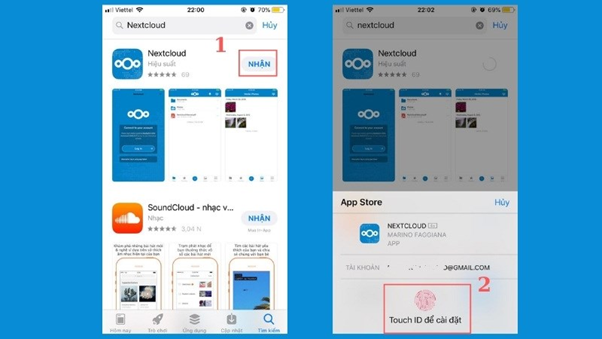 Viettel 22:00 70%
Nextcloud Hủy
1
Nextcloud
Hiệu suất
69
NHẬN
SoundCloud - nhạc v...
Nhạc
3,04 N
NHẬN
Hôm nay Trò chơi Ứng dụng Cập nhật Tìm kiếm
Viettel 22:02 69%
nextcloud Hủy
Nextcloud
Hiệu suất
69
App Store Hủy
NEXTCLOUD
MARINO FAGGIANA
APP
TÀI KHOẢN J@GMAIL.COM
2
Touch ID để cài đặt